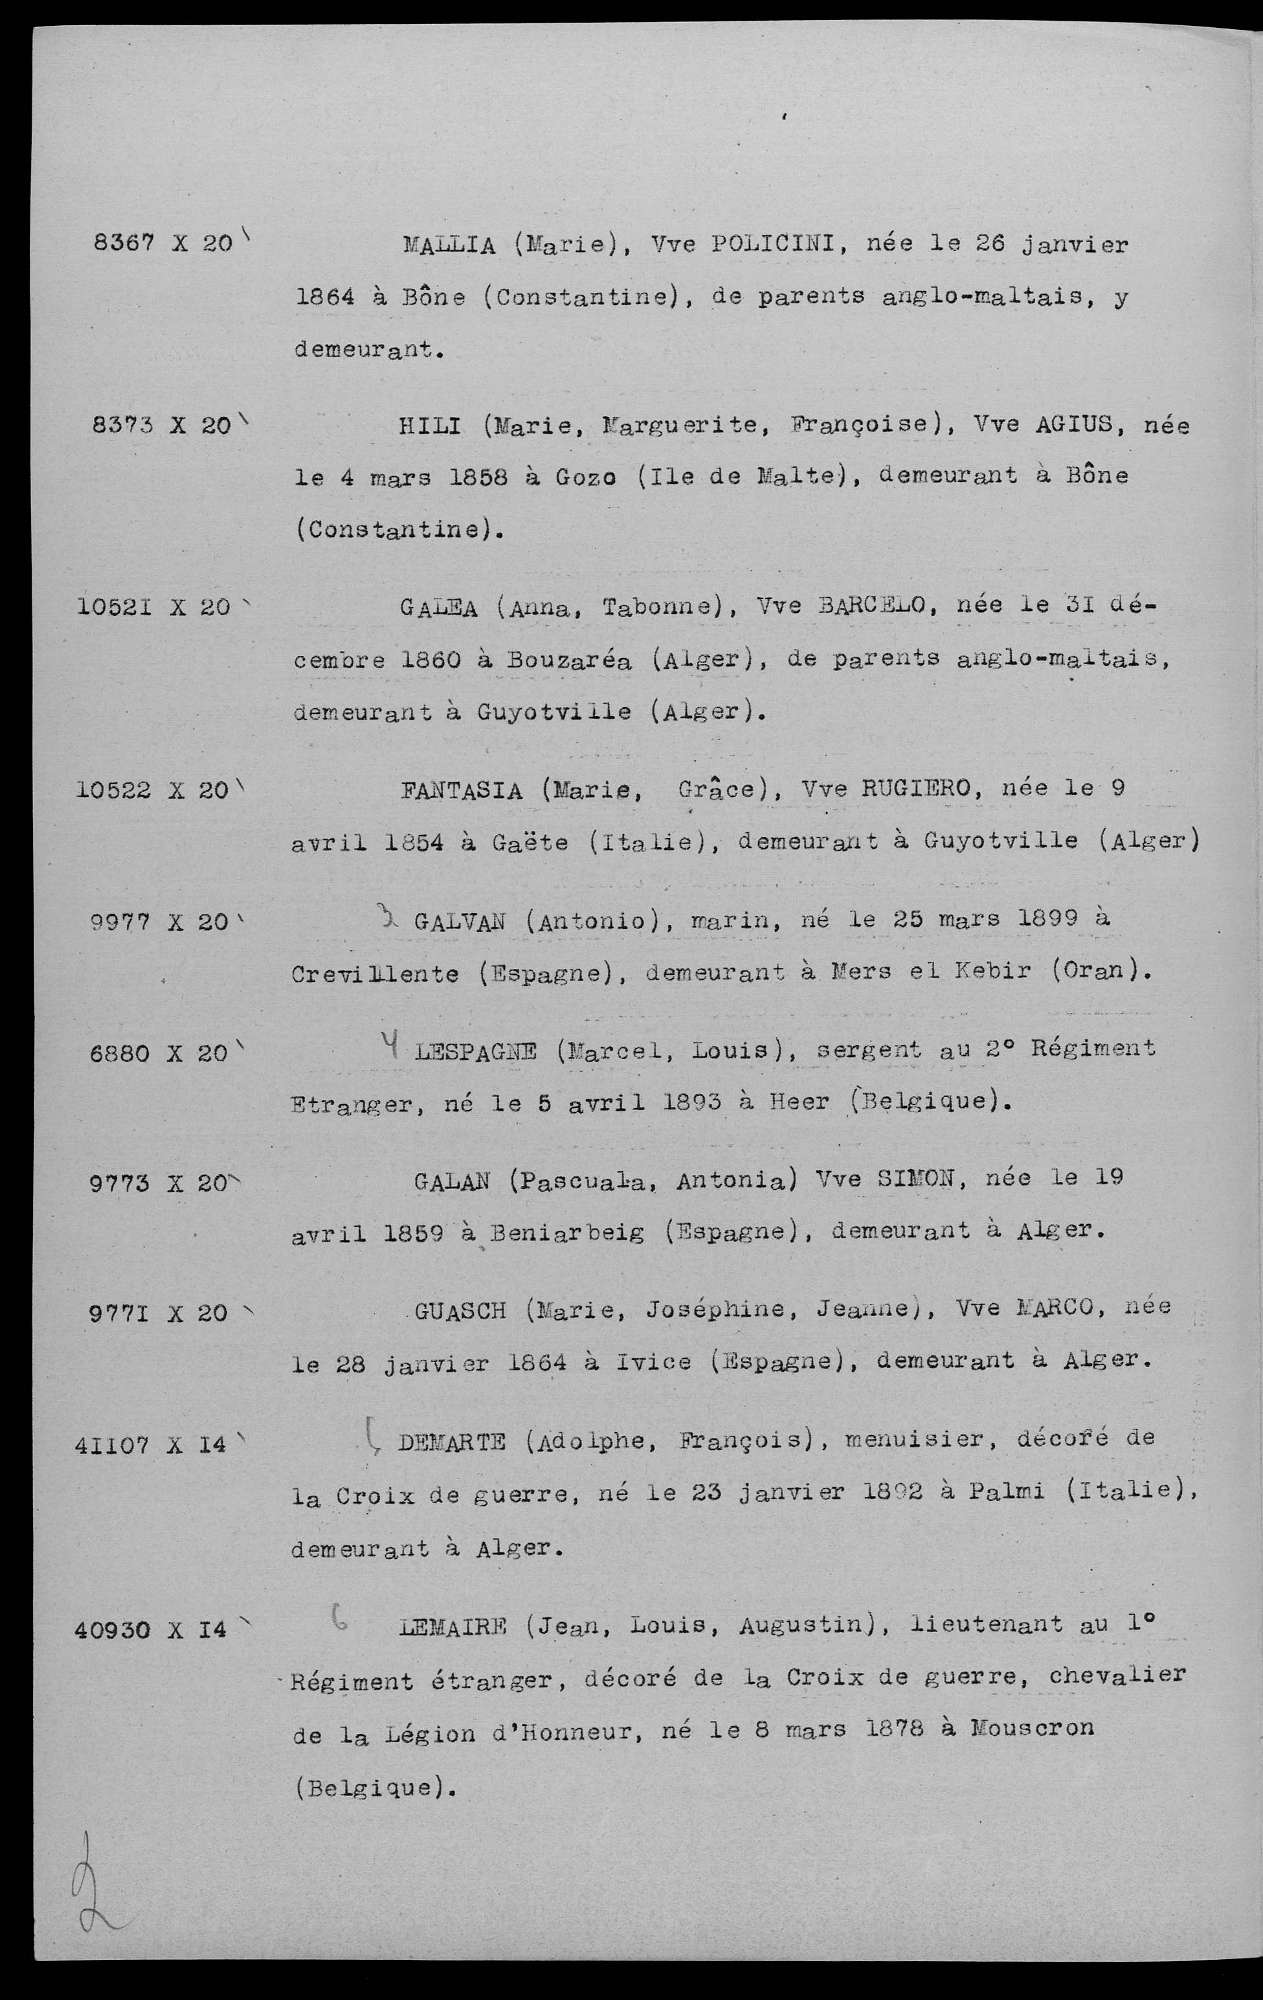 8367 X 20 MALLIA (Marie), Vve POLICINI, née le 26 janvier
1864 à Bône (Constantine), de parents anglo-maltais, y
demeurant.
8373 X 20 HILI (Marie, Marguerite, Françoise), Vve AGIUS, née
le 4 mars 1858 à Gozo (Ile de Malte), demeurant à Bône
(Constantine).
1052I X 20 GALEA (Anna, Tabonne), Vve BARCELO, née le 3I dé-
cembre 1860 à Bouzaréa (Alger), de parents anglo-maltais,
demeurant à Guyotville (Alger).
10522 X 20 FANTASIA (Marie, Grâce), Vve RUGIERO, née le 9
avril 1854 à Gaëte (Italie), demeurant à Guyotville (Alger)
9977 X 20 3 GALVAN (Antonio), marin, né le 25 mars 1899 à
Crevillente (Espagne), demeurant à Mers el Kebir (Oran).
6880 X 20 4 LESPAGNE (Marcel, Louis), sergent au 2° Régiment
Etranger, né le 5 avril 1893 à Heer (Belgique).
9773 X 20 GALAN (Pascuala, Antonia) Vve SIMON, née le 19
avril 1859 à Beniarbeig (Espagne), demeurant à Alger.
977I X 20 GUASCH (Marie, Joséphine, Jeanne), Vve MARCO, née
le 28 janvier 1864 à Ivice (Espagne), demeurant à Alger.
4II07 X I4 DEMARTE (Adolphe, François), menuisier, décoré de
la Croix de guerre, né le 23 janvier 1892 à Palmi (Italie),
demeurant à Alger.
40930 X I4 6 LEMAIRE (Jean, Louis, Augustin), lieutenant au 1°
Régiment étranger, décoré de la Croix de guerre, chevalier
de la Légion d'Honneur, né le 8 mars 1878 à Mouscron
(Belgique).
2